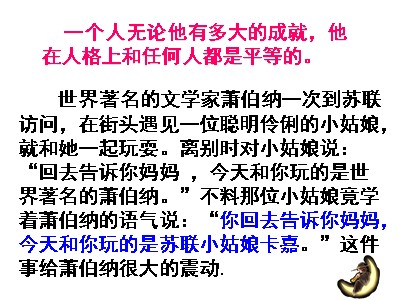 一个人无论他有多大的成就，他
在人格上和任何人都是平等的。
世界著名的文学家萧伯纳一次到苏联
访问，在街头遇见一位聪明伶俐的小姑娘，
就和她一起玩耍。离别时对小姑娘说：
“回去告诉你妈妈 ，今天和你玩的是世
界著名的萧伯纳。”不料那位小姑娘竟学
着萧伯纳的语气说：“你回去告诉你妈妈，
今天和你玩的是苏联小姑娘卡嘉。”这件
事给萧伯纳很大的震动.